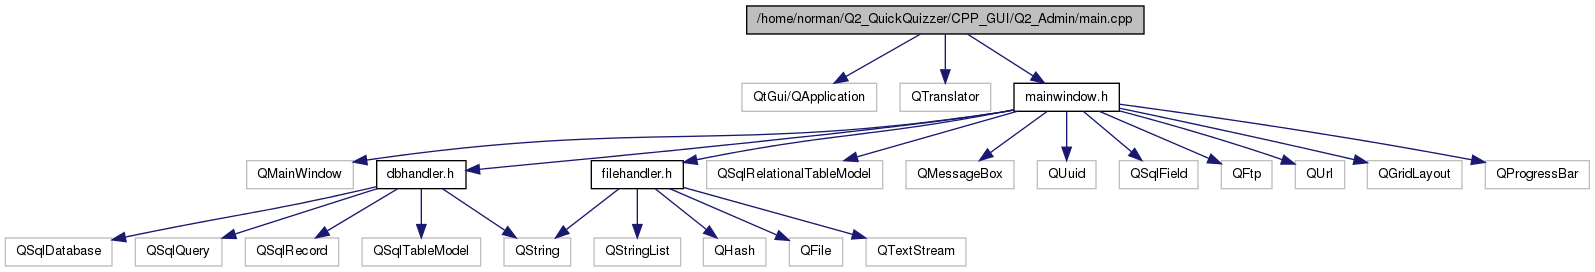 /home/norman/Q2_QuickQuizzer/CPP_GUI/Q2_Admin/main.cpp
QtGui/QApplication
QTranslator
mainwindow.h
QMainWindow
dbhandler.h
filehandler.h
QSqlRelationalTableModel
QMessageBox
QUuid
QSqlField
QFtp
QUrl
QGridLayout
QProgressBar
QSqlDatabase
QSqlQuery
QSqlRecord
QSqlTableModel
QString
QStringList
QHash
QFile
QTextStream